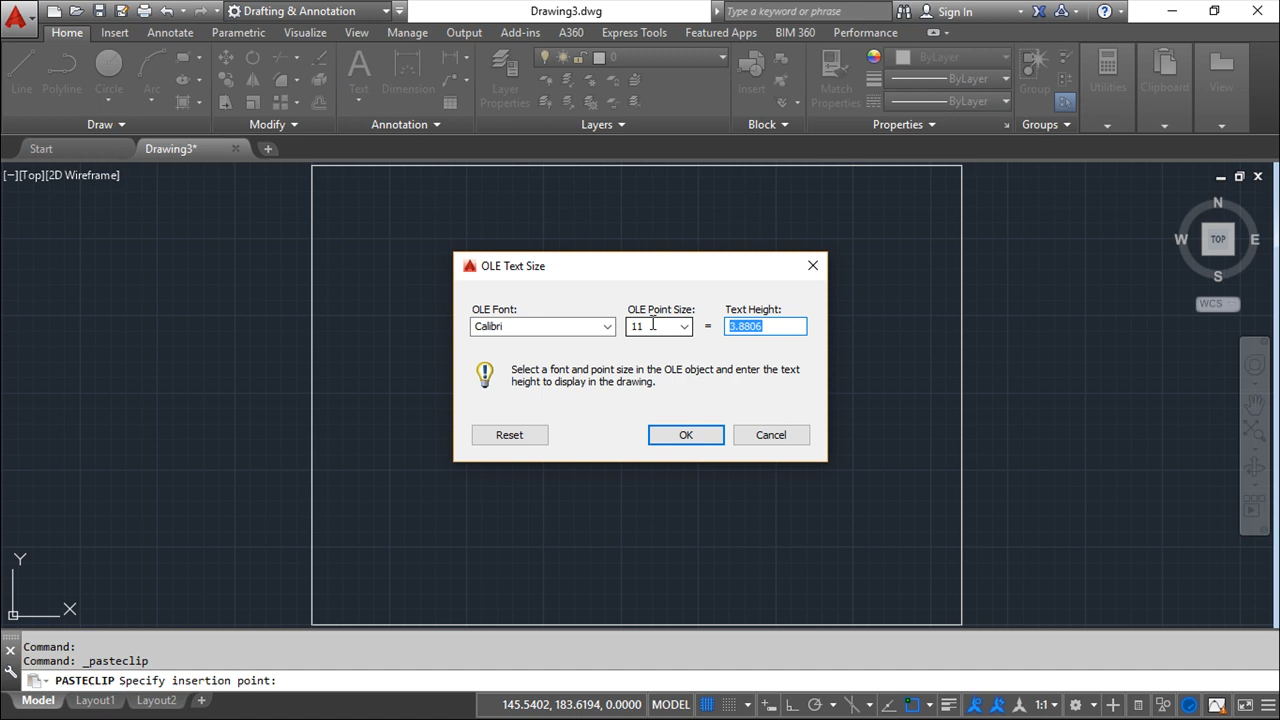 Drafting & Annotation
Drawing3.dwg
Type a keyword or phrase
Sign In
Home Insert Annotate Parametric Visualize View Manage Output Add-ins A360 Express Tools Featured Apps BIM 360 Performance
ByLayer
0
ByLayer
ByLayer
Line Polyline Circle Arc Text Dimension Layer Properties Insert Match Properties Group Utilities Clipboard View
Draw Modify Annotation Layers Block Properties Groups
Start Drawing3*
[−][Top][2D Wireframe]
N
W TOP E
S
WCS
OLE Text Size
OLE Font: OLE Point Size: Text Height:
Calibri 11 = 3.8806
Select a font and point size in the OLE object and enter the text
height to display in the drawing.
Reset OK Cancel
Y
X
Command:
Command: _pasteclip
PASTECLIP Specify insertion point:
Model Layout1 Layout2 145.5402, 183.6194, 0.0000 MODEL 1:1